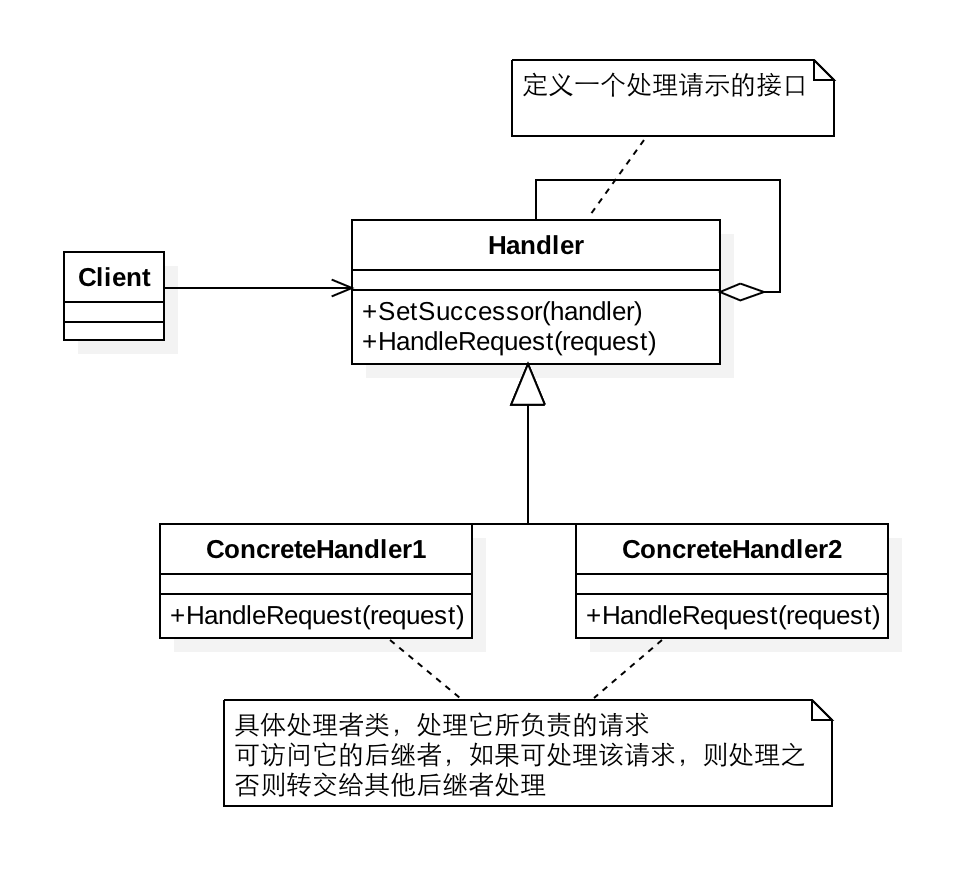 定义一个处理请示的接口
Handler
Client
+SetSuccessor(handler)
+HandleRequest(request)
ConcreteHandler1
ConcreteHandler2
+HandleRequest(request)
+HandleRequest(request)
具体处理者类，处理它所负责的请求
可访问它的后继者，如果可处理该请求，则处理之
否则转交给其他后继者处理